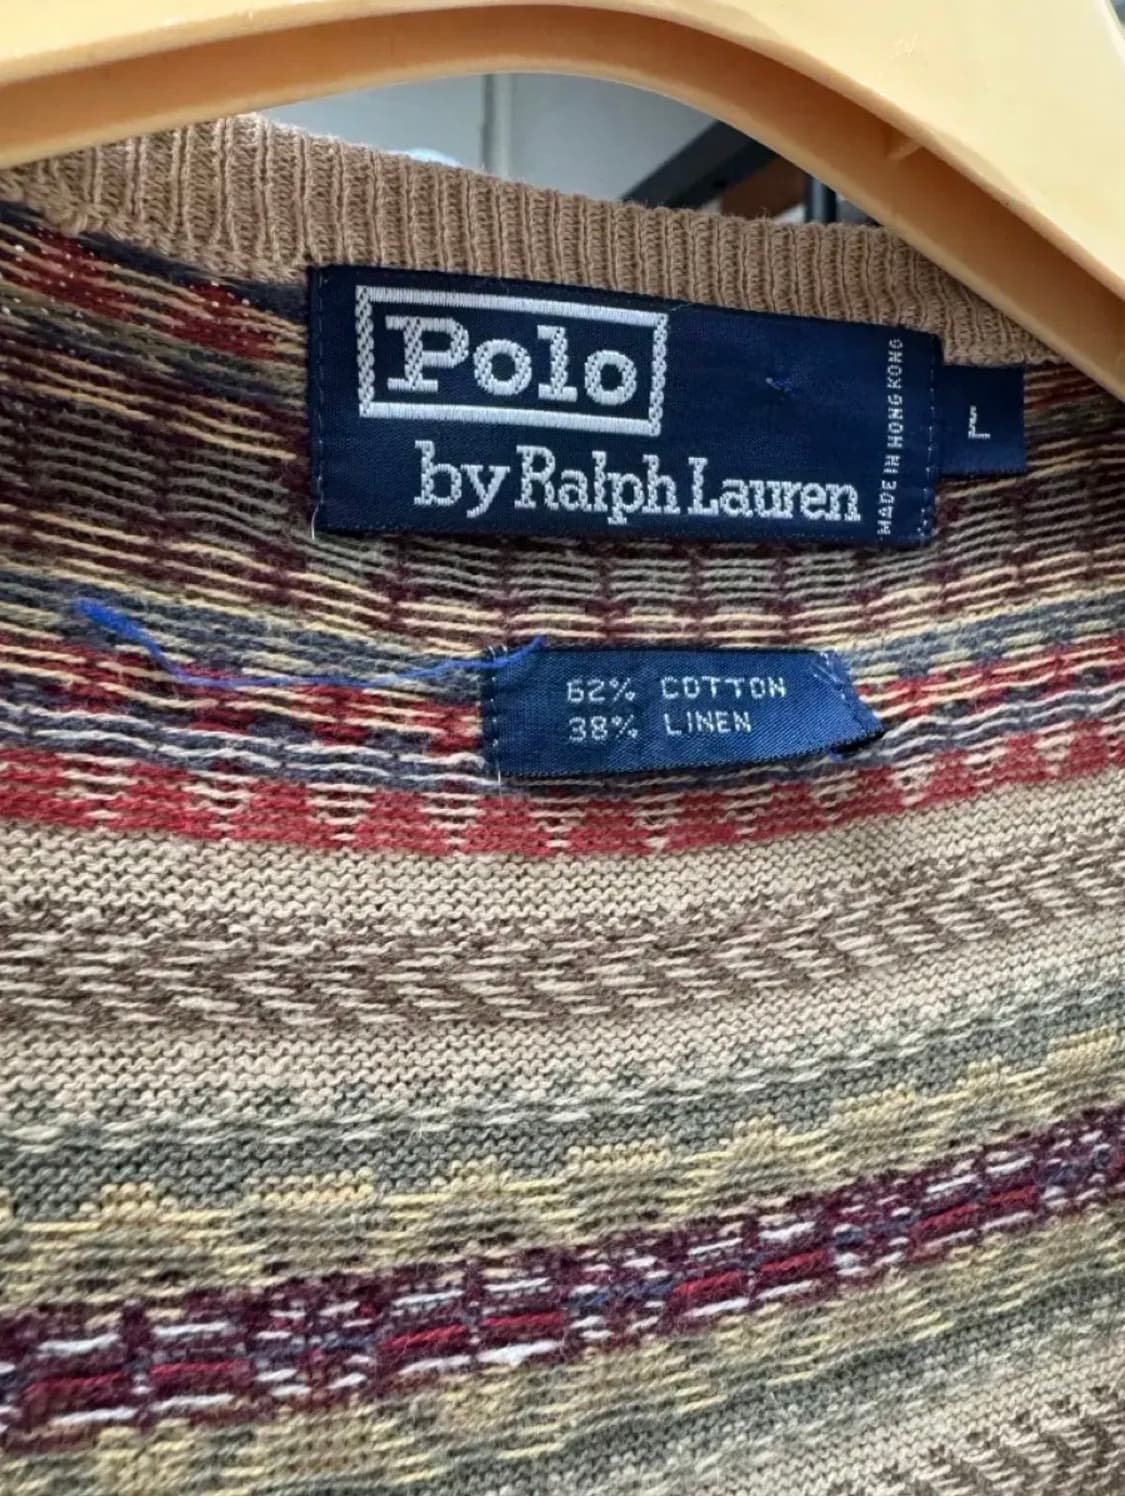 Polo
by Ralph Lauren
MADE IN HONG KONG
L
62% COTTON
38% LINEN